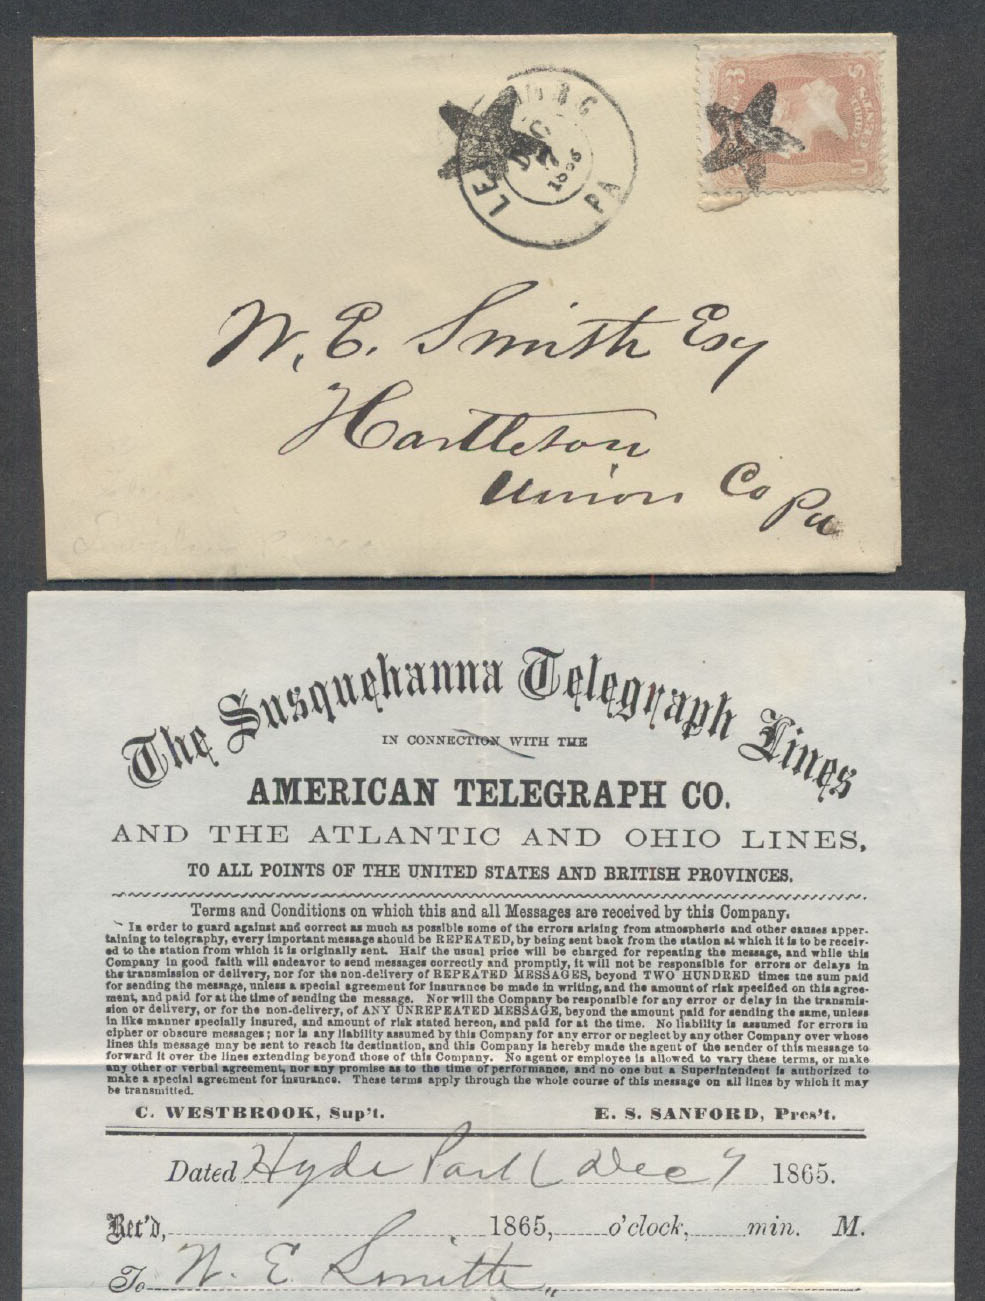 LEWISBURG PA
DEC 7 1865
3 U S
CENTS
W. E. Smith Esq
Hartleton
Union Co Pa
The Susquehanna Telegraph Lines
IN CONNECTION WITH THE
AMERICAN TELEGRAPH CO.
AND THE ATLANTIC AND OHIO LINES,
TO ALL POINTS OF THE UNITED STATES AND BRITISH PROVINCES.
Terms and Conditions on which this and all Messages are received by this Company.
In order to guard against and correct as much as possible some of the errors arising from atmospheric and other causes apper-
taining to telegraphy, every important message should be REPEATED, by being sent back from the station at which it is to be receiv-
ed to the station from which it is originally sent. Half the usual price will be charged for repeating the message, and while this
Company in good faith will endeavor to send messages correctly and promptly, it will not be responsible for errors or delays in
the transmission or delivery, nor for the non-delivery of REPEATED MESSAGES, beyond TWO HUNDRED times the sum paid
for sending the message, unless a special agreement for insurance be made in writing, and the amount of risk specified on this agree-
ment, and paid for at the time of sending the message. Nor will the Company be responsible for any error or delay in the transmis-
sion or delivery, or for the non-delivery, of ANY UNREPEATED MESSAGE, beyond the amount paid for sending the same, unless
in like manner specially insured, and amount of risk stated hereon, and paid for at the time. No liability is assumed for errors in
cipher or obscure messages; nor is any liability assumed by this Company for any error or neglect by any other Company over whose
lines this message may be sent to reach its destination, and this Company is hereby made the agent of the sender of this message to
forward it over the lines extending beyond those of this Company. No agent or employee is allowed to vary these terms, or make
any other or verbal agreement, nor any promise as to the time of performance, and no one but a Superintendent is authorized to
make a special agreement for insurance. These terms apply through the whole course of this message on all lines by which it may
be transmitted.
C. WESTBROOK, Sup't. E. S. SANFORD, Pres't.
Dated Hyde Park Dec 7 1865.
Rec'd, 1865, o'clock, min. M.
To W. E. Smith